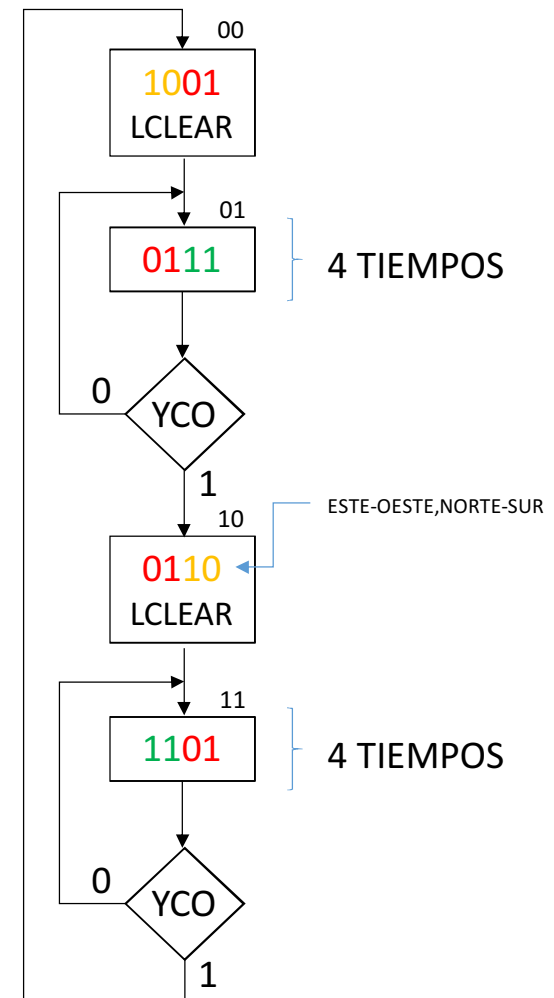 00
1001
LCLEAR
01
0111
4 TIEMPOS
0
YCO
1
10
ESTE-OESTE,NORTE-SUR
0110
LCLEAR
11
1101
4 TIEMPOS
0
YCO
1